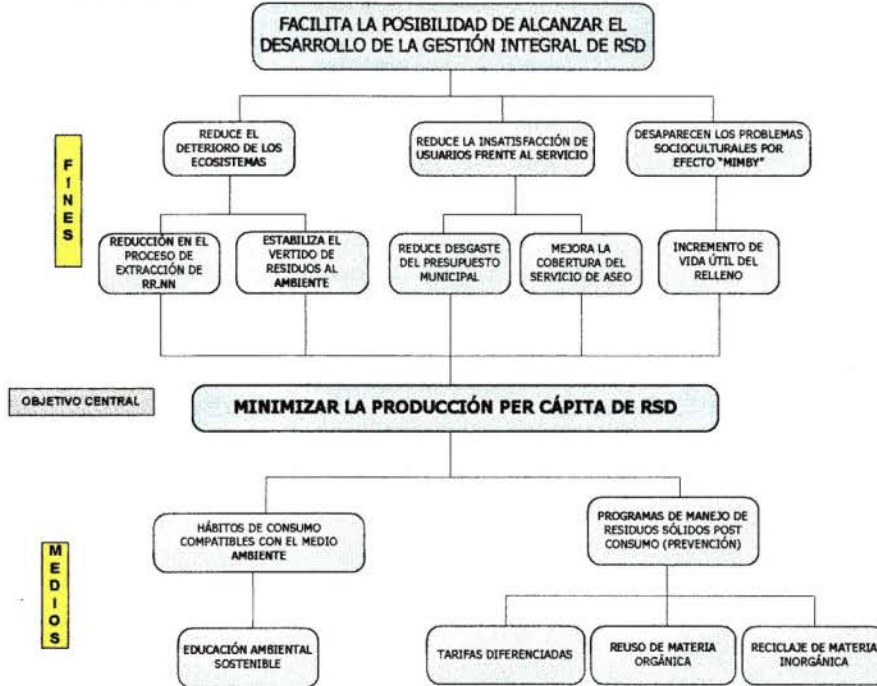 FACILITA LA POSIBILIDAD DE ALCANZAR EL
DESARROLLO DE LA GESTIÓN INTEGRAL DE RSD
FINES
REDUCE EL
DETERIORO DE LOS
ECOSISTEMAS
REDUCE LA INSATISFACCIÓN DE
USUARIOS FRENTE AL SERVICIO
DESAPARECEN LOS PROBLEMAS
SOCIOCULTURALES POR
EFECTO "MIMBY"
REDUCCIÓN EN EL
PROCESO DE
EXTRACCIÓN DE
RR.NN
ESTABILIZA EL
VERTIDO DE
RESIDUOS AL
AMBIENTE
REDUCE DESGASTE
DEL PRESUPUESTO
MUNICIPAL
MEJORA LA
COBERTURA DEL
SERVICIO DE ASEO
INCREMENTO DE
VIDA ÚTIL DEL
RELLENO
OBJETIVO CENTRAL
MINIMIZAR LA PRODUCCIÓN PER CÁPITA DE RSD
MEDIOS
HÁBITOS DE CONSUMO
COMPATIBLES CON EL MEDIO
AMBIENTE
PROGRAMAS DE MANEJO DE
RESIDUOS SÓLIDOS POST
CONSUMO (PREVENCIÓN)
EDUCACIÓN AMBIENTAL
SOSTENIBLE
TARIFAS DIFERENCIADAS
REUSO DE MATERIA
ORGÁNICA
RECICLAJE DE MATERIA
INORGÁNICA